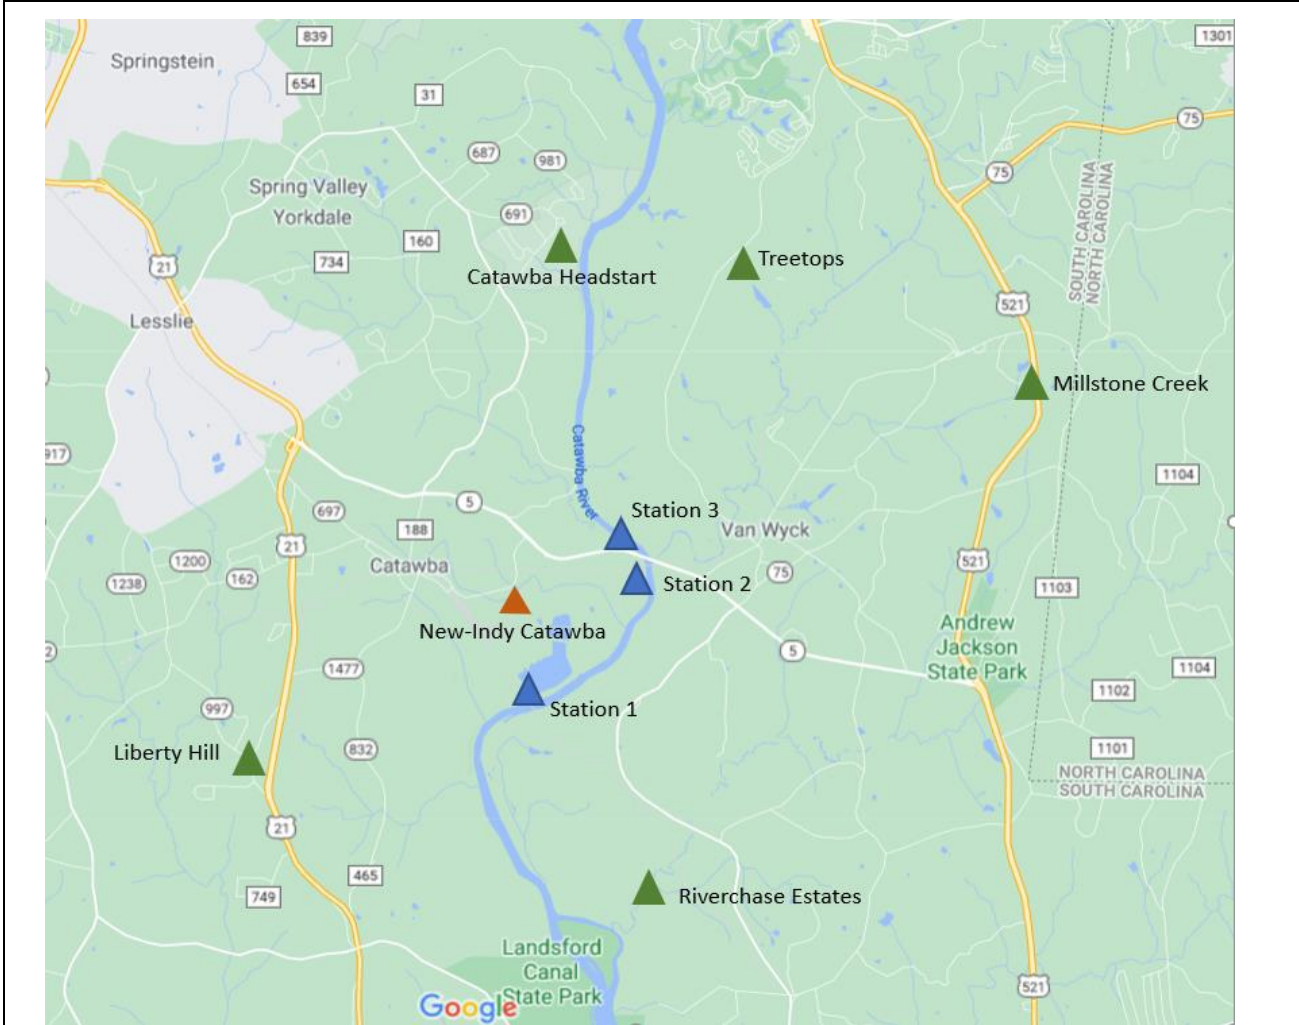 839
1301
Springstein
654
31
75
687
981
75
Spring Valley
Yorkdale
691
160
734
21
SOUTH CAROLINA
NORTH CAROLINA
Catawba Headstart
Treetops
521
Lesslie
Millstone Creek
917
Catawba River
1104
5
697
188
Station 3
Van Wyck
21
1200
1238
162
Catawba
75
521
1103
Station 2
New-Indy Catawba
Andrew
Jackson
State Park
2
5
1477
1104
1102
997
Station 1
Liberty Hill
832
1101
NORTH CAROLINA
SOUTH CAROLINA
21
465
749
Riverchase Estates
Landsford
Canal
State Park
Google
521